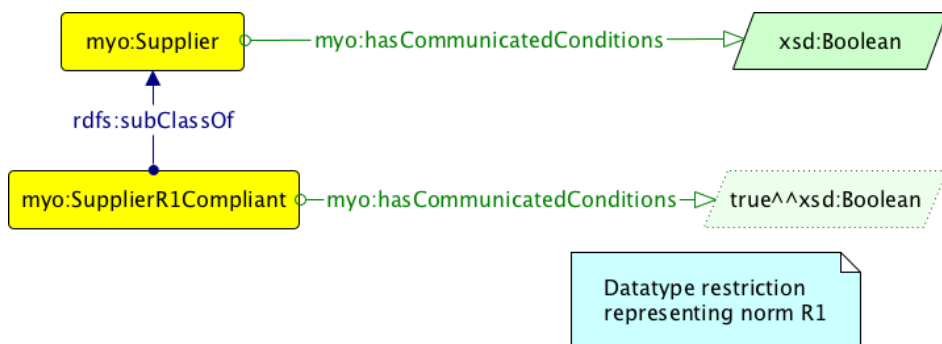 myo:Supplier
myo:hasCommunicatedConditions
xsd:Boolean
rdfs:subClassOf
myo:SupplierR1Compliant
myo:hasCommunicatedConditions
true^^xsd:Boolean
Datatype restriction
representing norm R1